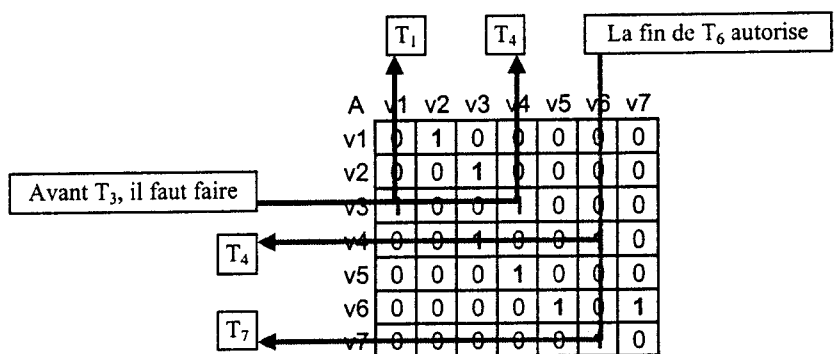 T1 T4 La fin de T6 autorise
A v1 v2 v3 v4 v5 v6 v7
v1 0 1 0 0 0 0 0
v2 0 0 1 0 0 0 0
Avant T3, il faut faire
v3 1 0 0 1 0 0 0
T4
v4 0 0 1 0 0 1 0
v5 0 0 0 1 0 0 0
v6 0 0 0 0 1 0 1
T7
v7 0 0 0 0 0 1 0